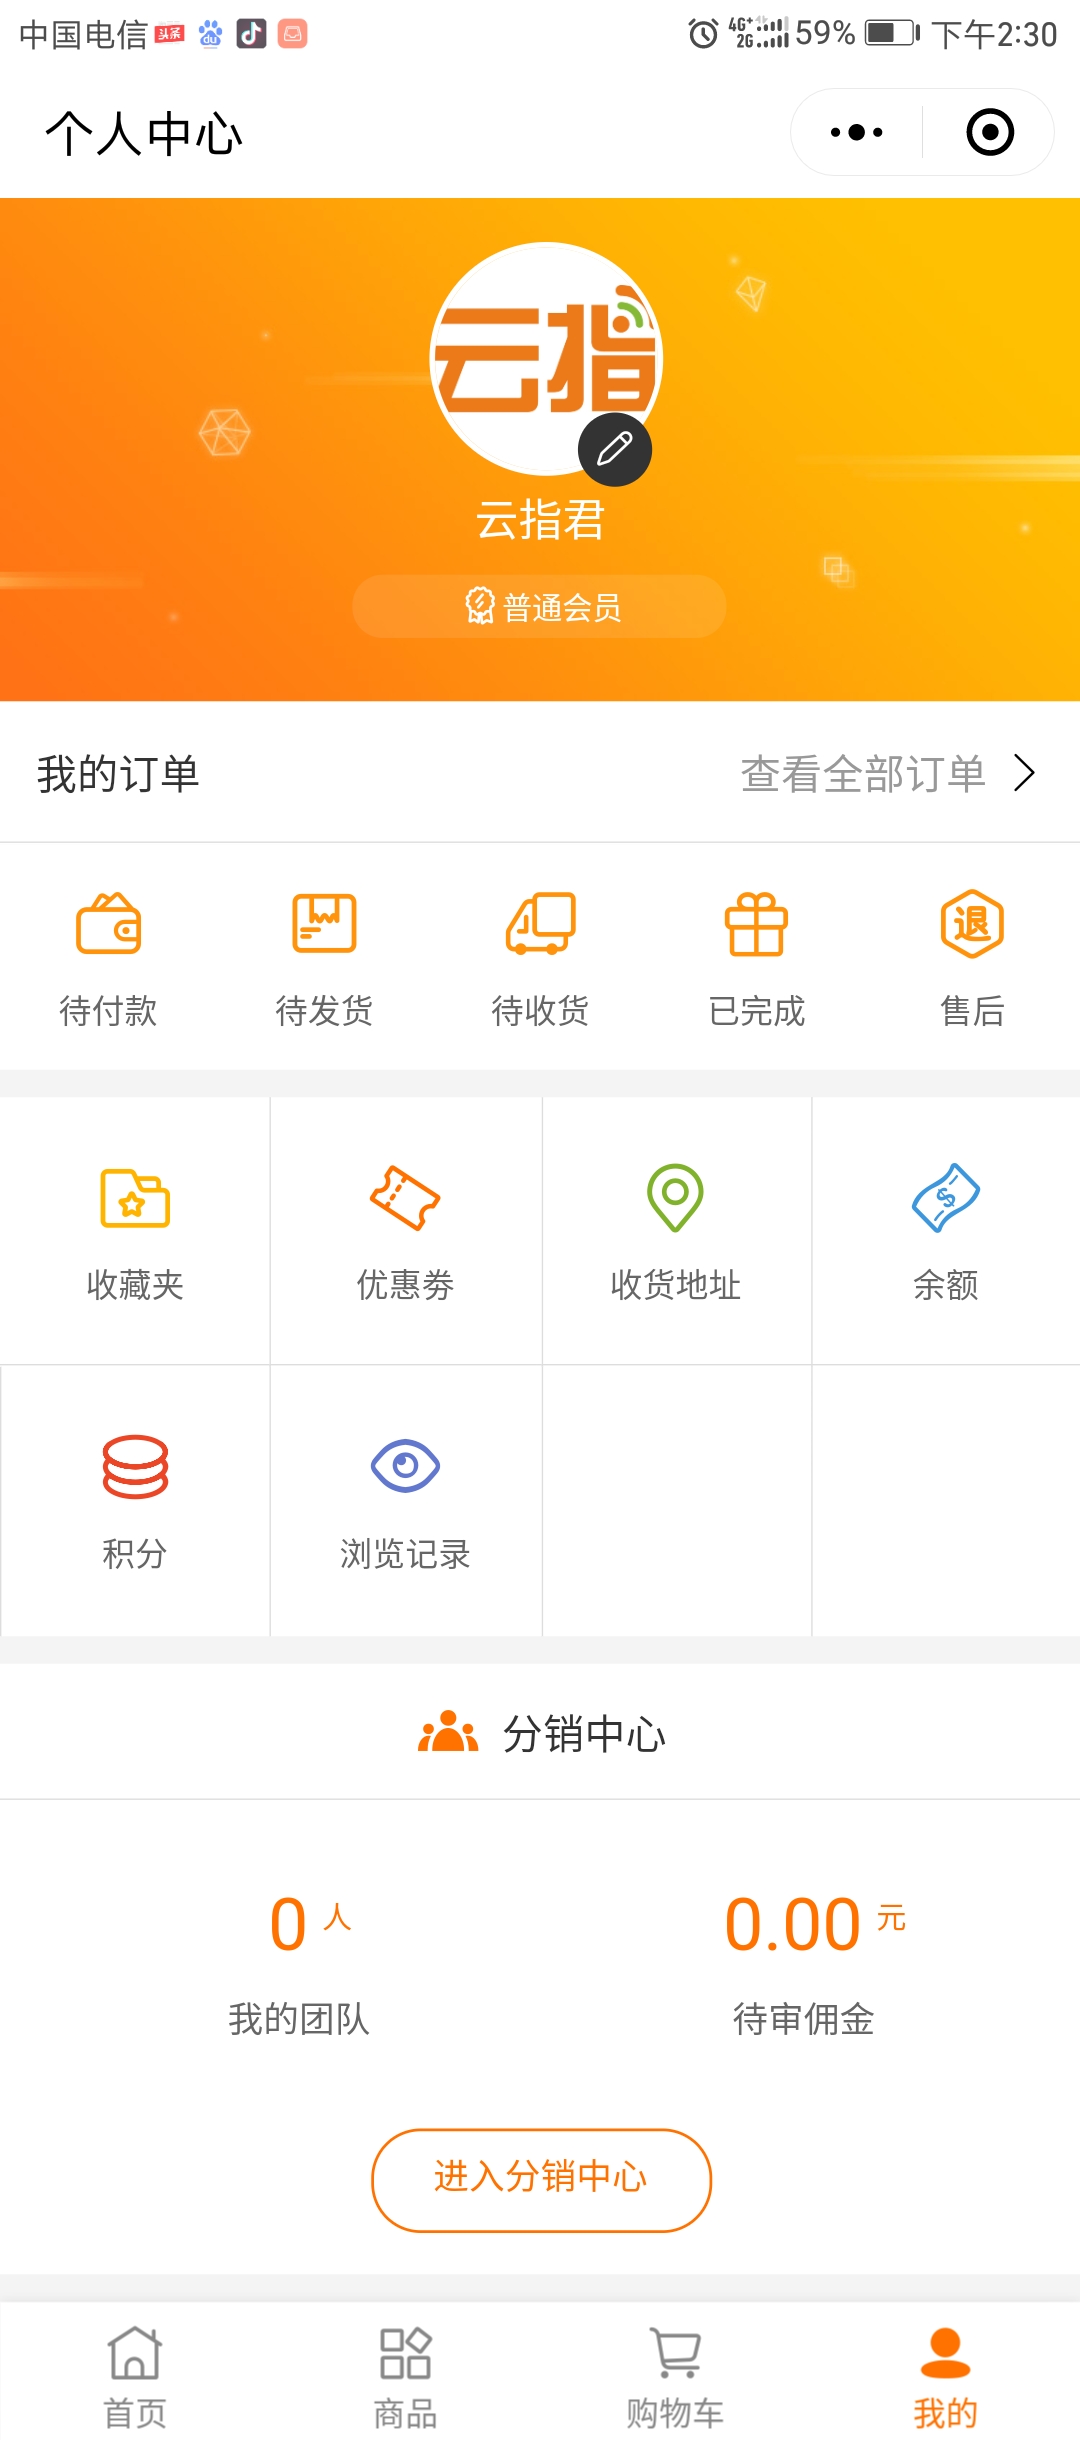 中国电信 头条 du 4G+ 2G 59% 下午2:30
个人中心
云指
云指君
普通会员
我的订单 查看全部订单
退
待付款 待发货 待收货 已完成 售后
$
收藏夹 优惠券 收货地址 余额
积分 浏览记录
分销中心
0 人 0.00 元
我的团队 待审佣金
进入分销中心
首页 商品 购物车 我的